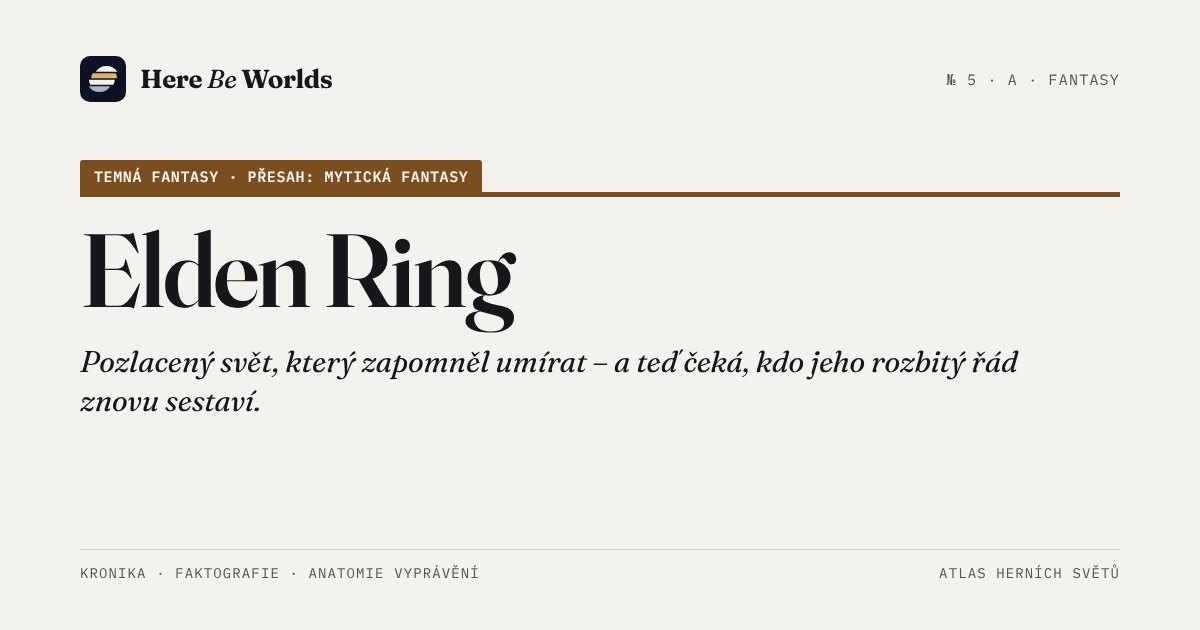 Here Be Worlds
№ 5 · A · FANTASY
TEMNÁ FANTASY · PŘESAH: MYTICKÁ FANTASY
Elden Ring
Pozlacený svět, který zapomněl umírat – a teď čeká, kdo jeho rozbitý řád
znovu sestaví.
KRONIKA · FAKTOGRAFIE · ANATOMIE VYPRÁVĚNÍ
ATLAS HERNÍCH SVĚTŮ